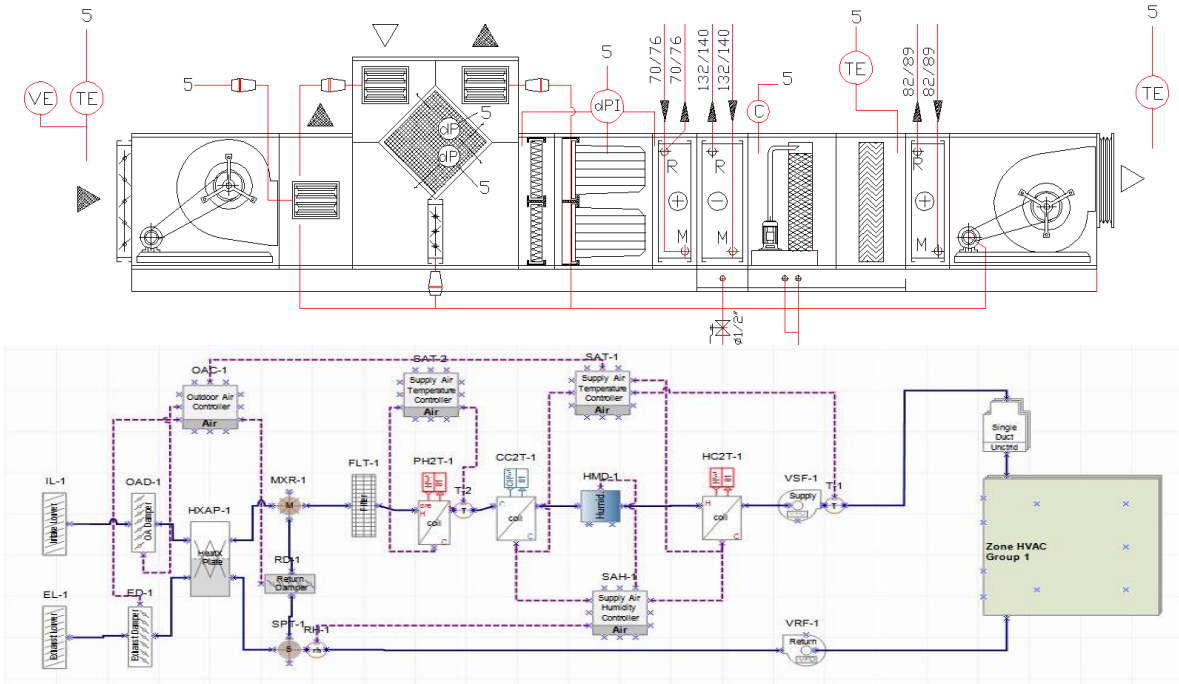 5
5
5
5
5
VE
TE
5
5
5
dPI
TE
C
TE
dP
dP
5
5
70/76
70/76
132/140
132/140
82/89
82/89
R
R
R
M
M
M
ø1/2"
OAC-1
Outdoor Air
Controller
Air
SAT-2
Supply Air
Temperature
Controller
Air
SAT-1
Supply Air
Temperature
Controller
Air
Single
Duct
Unctrld
IL-1
Intake Louver
OAD-1
OA Damper
HXAP-1
HeatX
Plate
MXR-1
M
FLT-1
Filter
PH2T-1
H
coil
C
T-2
T
CC2T-1
C
coil
C
HMD-1
Humid.
HC2T-1
H
coil
C
VSF-1
Supply
T-1
T
Zone HVAC
Group 1
RD-1
Return
Damper
SAH-1
Supply Air
Humidity
Controller
Air
EL-1
Exhaust Louver
ED-1
Exhaust Damper
SPT-1
S
RH-1
rh
VRF-1
Return